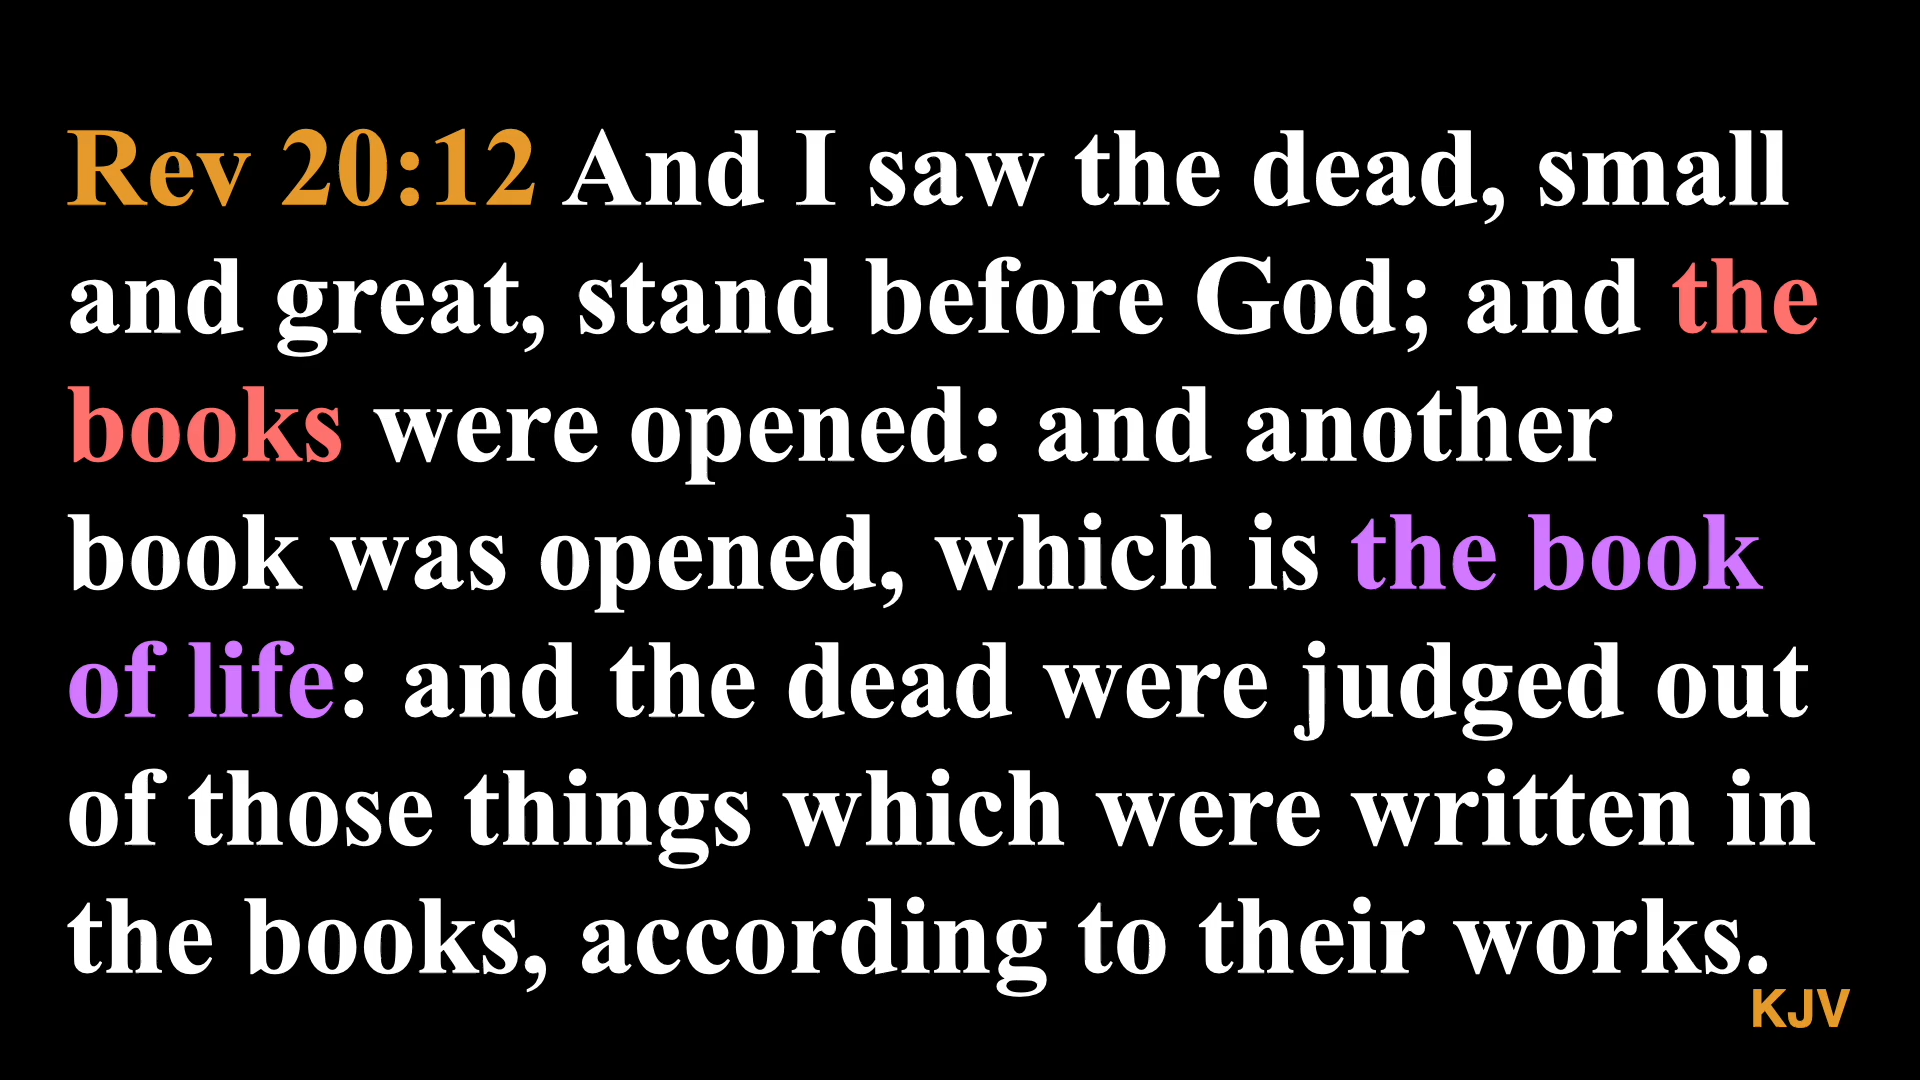 Rev 20:12 And I saw the dead, small
and great, stand before God; and the
books were opened: and another
book was opened, which is the book
of life: and the dead were judged out
of those things which were written in
the books, according to their works.
KJV